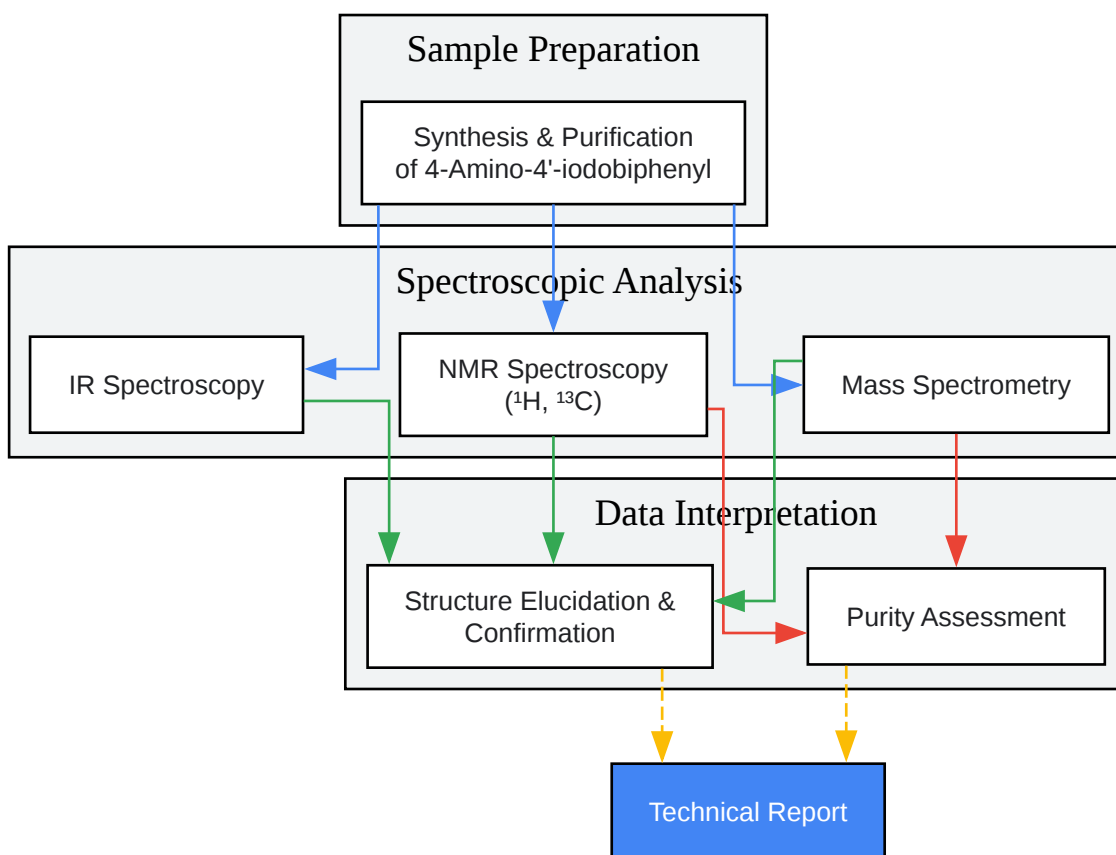 Sample Preparation
Synthesis & Purification
of 4-Amino-4'-iodobiphenyl
Spectroscopic Analysis
IR Spectroscopy
NMR Spectroscopy
(¹H, ¹³C)
Mass Spectrometry
Data Interpretation
Structure Elucidation &
Confirmation
Purity Assessment
Technical Report